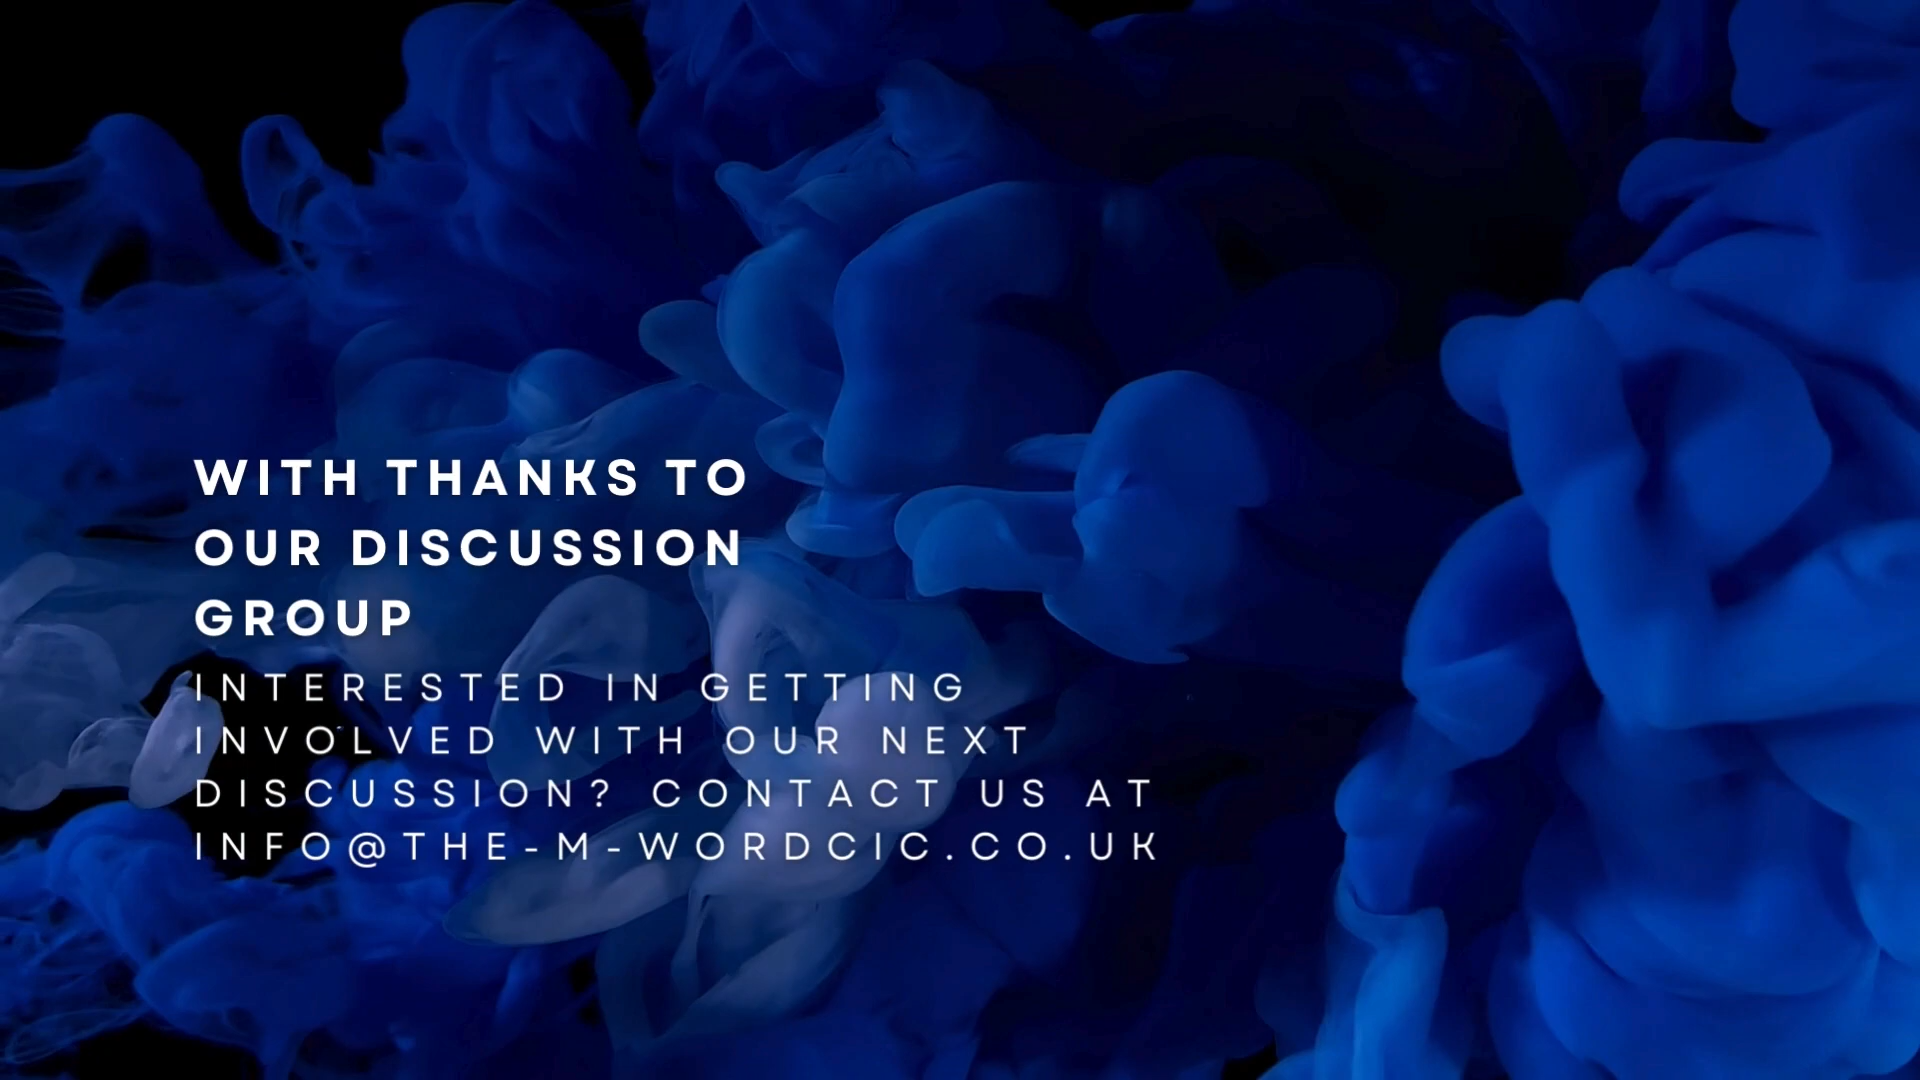 WITH THANKS TO
OUR DISCUSSION
GROUP
INTERESTED IN GETTING
INVOLVED WITH OUR NEXT
DISCUSSION? CONTACT US AT
INFO@THE-M-WORDCIC.CO.UK